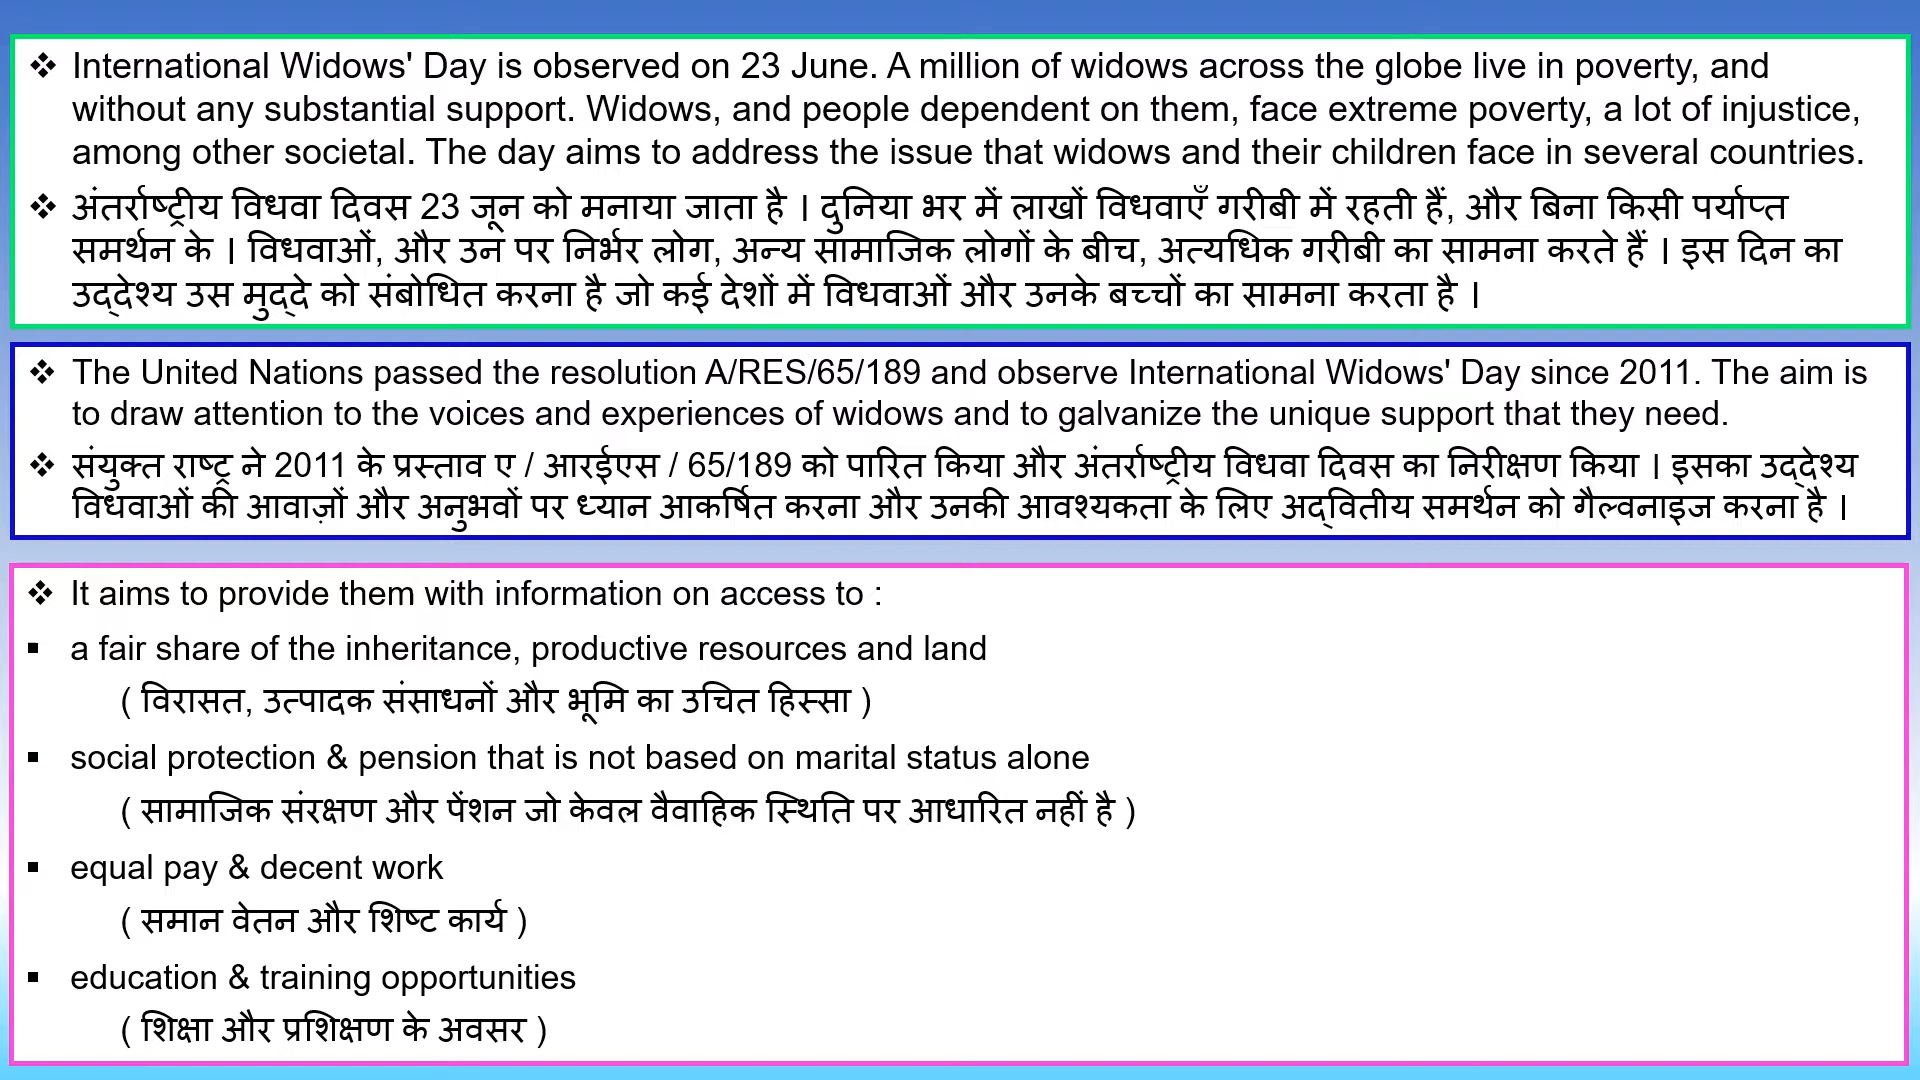 ❖ International Widows' Day is observed on 23 June. A million of widows across the globe live in poverty, and
without any substantial support. Widows, and people dependent on them, face extreme poverty, a lot of injustice,
among other societal. The day aims to address the issue that widows and their children face in several countries.
❖ अंतर्राष्ट्रीय विधवा दिवस 23 जून को मनाया जाता है । दुनिया भर में लाखों विधवाएँ गरीबी में रहती हैं, और बिना किसी पर्याप्त
समर्थन के । विधवाओं, और उन पर निर्भर लोग, अन्य सामाजिक लोगों के बीच, अत्यधिक गरीबी का सामना करते हैं । इस दिन का
उद्देश्य उस मुद्दे को संबोधित करना है जो कई देशों में विधवाओं और उनके बच्चों का सामना करता है ।
❖ The United Nations passed the resolution A/RES/65/189 and observe International Widows' Day since 2011. The aim is
to draw attention to the voices and experiences of widows and to galvanize the unique support that they need.
❖ संयुक्त राष्ट्र ने 2011 के प्रस्ताव ए / आरईएस / 65/189 को पारित किया और अंतर्राष्ट्रीय विधवा दिवस का निरीक्षण किया । इसका उद्देश्य
विधवाओं की आवाज़ों और अनुभवों पर ध्यान आकर्षित करना और उनकी आवश्यकता के लिए अद्वितीय समर्थन को गैल्वनाइज करना है ।
❖ It aims to provide them with information on access to :
▪ a fair share of the inheritance, productive resources and land
( विरासत, उत्पादक संसाधनों और भूमि का उचित हिस्सा )
▪ social protection & pension that is not based on marital status alone
( सामाजिक संरक्षण और पेंशन जो केवल वैवाहिक स्थिति पर आधारित नहीं है )
▪ equal pay & decent work
( समान वेतन और शिष्ट कार्य )
▪ education & training opportunities
( शिक्षा और प्रशिक्षण के अवसर )